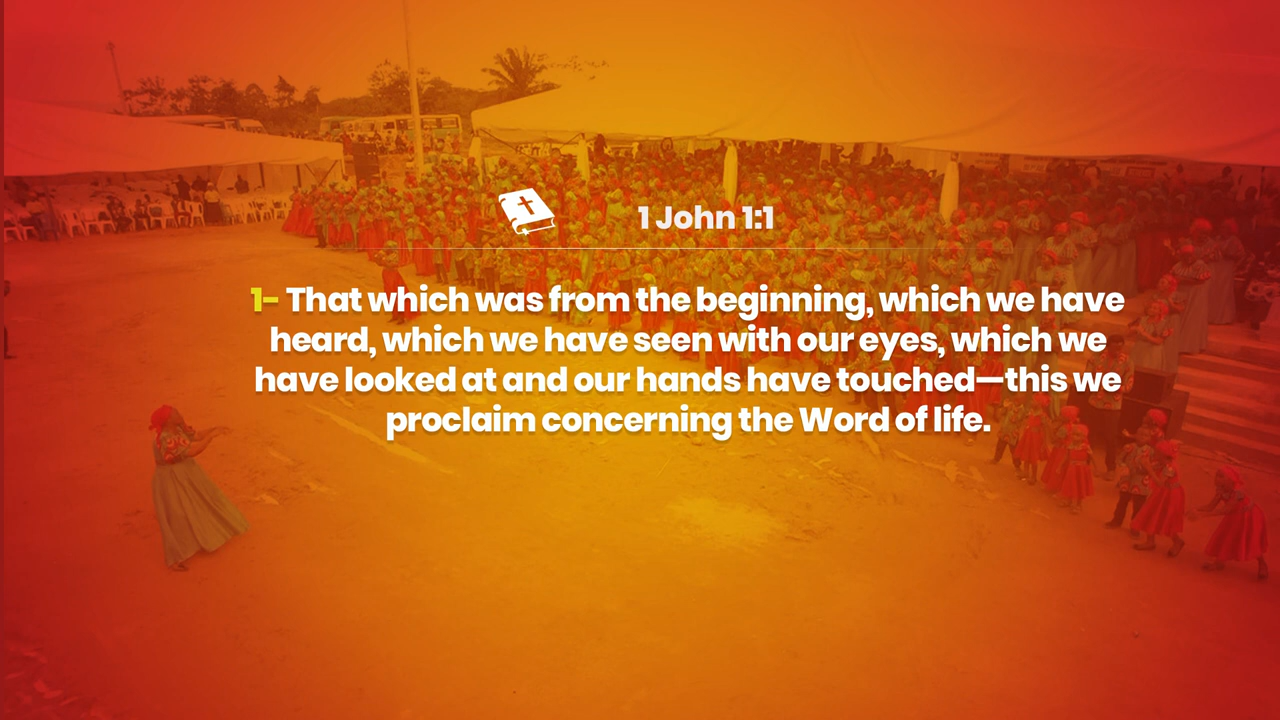 1 John 1:1
1- That which was from the beginning, which we have
heard, which we have seen with our eyes, which we
have looked at and our hands have touched—this we
proclaim concerning the Word of life.